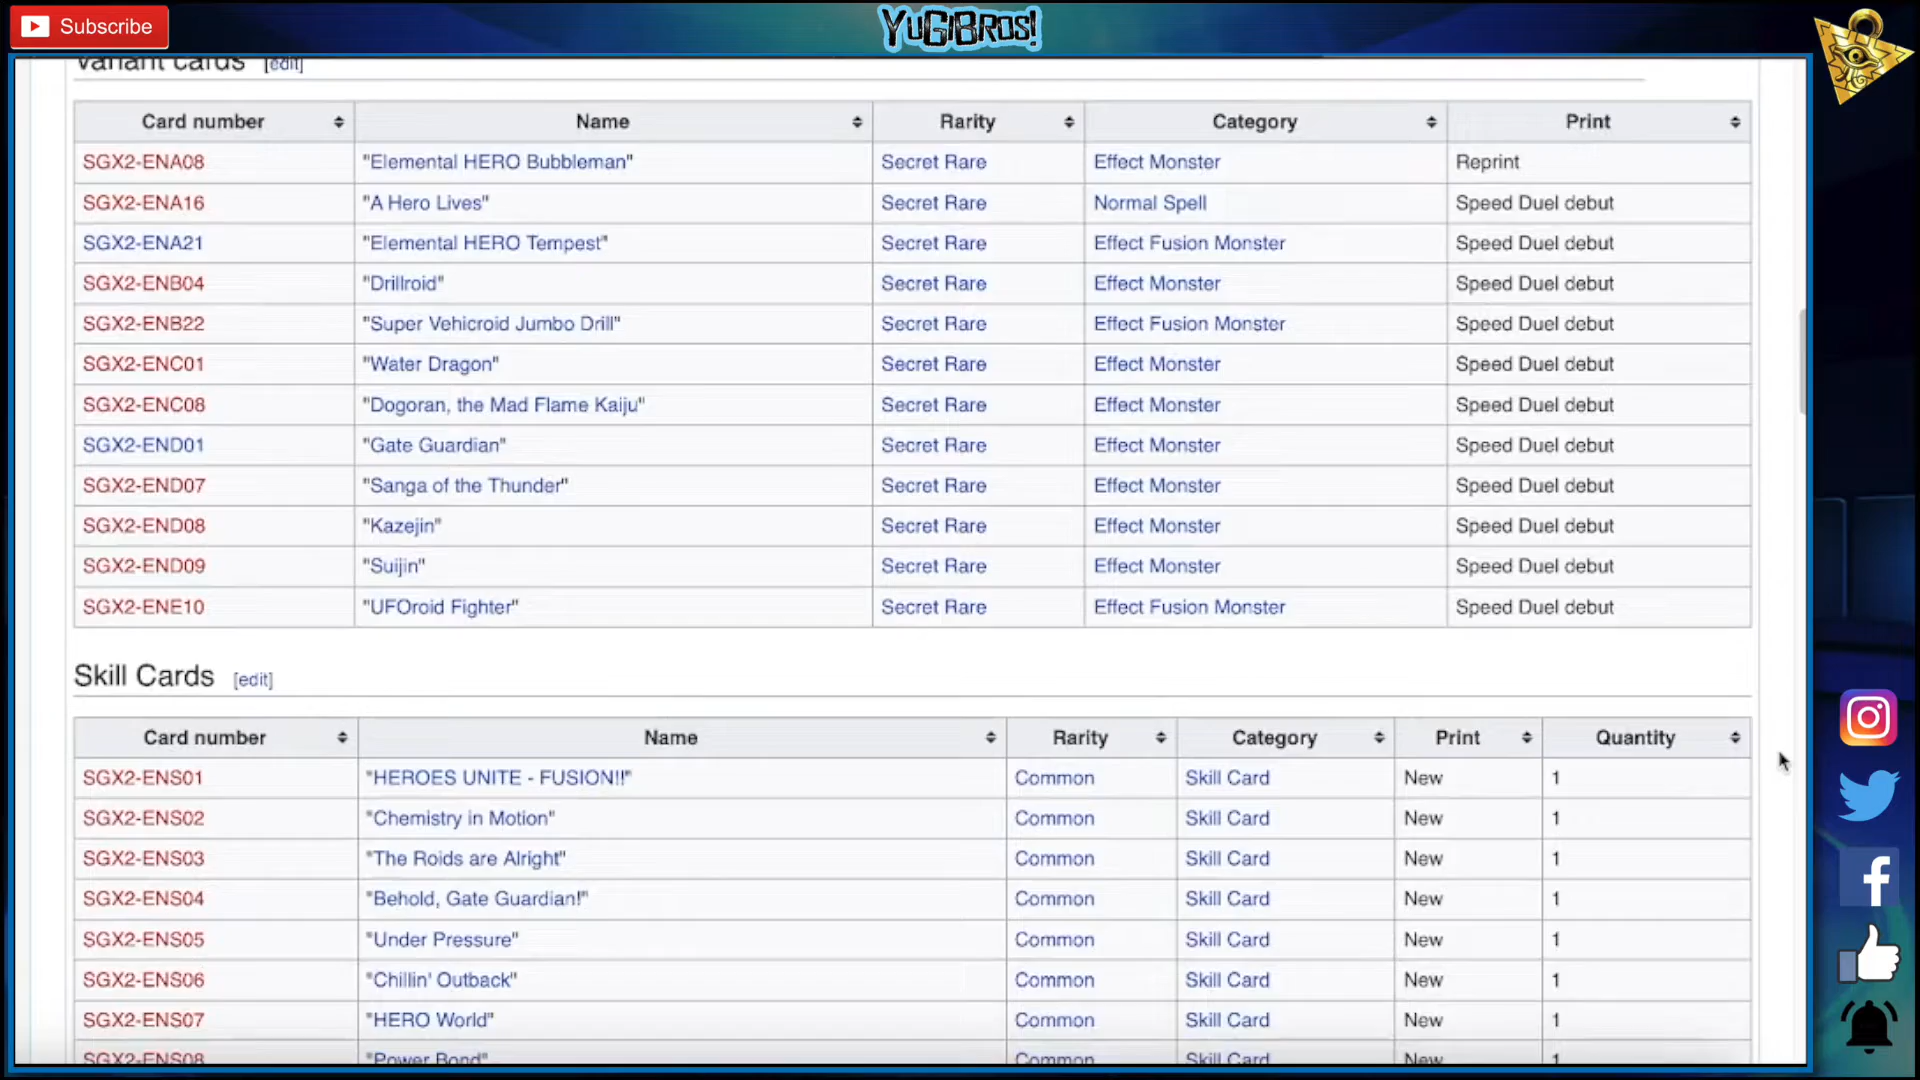 Subscribe
YuGiBros!
Variant cards [edit]
Card number Name Rarity Category Print
SGX2-ENA08 "Elemental HERO Bubbleman" Secret Rare Effect Monster Reprint
SGX2-ENA16 "A Hero Lives" Secret Rare Normal Spell Speed Duel debut
SGX2-ENA21 "Elemental HERO Tempest" Secret Rare Effect Fusion Monster Speed Duel debut
SGX2-ENB04 "Drillroid" Secret Rare Effect Monster Speed Duel debut
SGX2-ENB22 "Super Vehicroid Jumbo Drill" Secret Rare Effect Fusion Monster Speed Duel debut
SGX2-ENC01 "Water Dragon" Secret Rare Effect Monster Speed Duel debut
SGX2-ENC08 "Dogoran, the Mad Flame Kaiju" Secret Rare Effect Monster Speed Duel debut
SGX2-END01 "Gate Guardian" Secret Rare Effect Monster Speed Duel debut
SGX2-END07 "Sanga of the Thunder" Secret Rare Effect Monster Speed Duel debut
SGX2-END08 "Kazejin" Secret Rare Effect Monster Speed Duel debut
SGX2-END09 "Suijin" Secret Rare Effect Monster Speed Duel debut
SGX2-ENE10 "UFOroid Fighter" Secret Rare Effect Fusion Monster Speed Duel debut
Skill Cards [edit]
Card number Name Rarity Category Print Quantity
SGX2-ENS01 "HEROES UNITE - FUSION!!" Common Skill Card New 1
SGX2-ENS02 "Chemistry in Motion" Common Skill Card New 1
SGX2-ENS03 "The Roids are Alright" Common Skill Card New 1
SGX2-ENS04 "Behold, Gate Guardian!" Common Skill Card New 1
SGX2-ENS05 "Under Pressure" Common Skill Card New 1
SGX2-ENS06 "Chillin' Outback" Common Skill Card New 1
SGX2-ENS07 "HERO World" Common Skill Card New 1
SGX2-ENS08 "Power Bond" Common Skill Card New 1